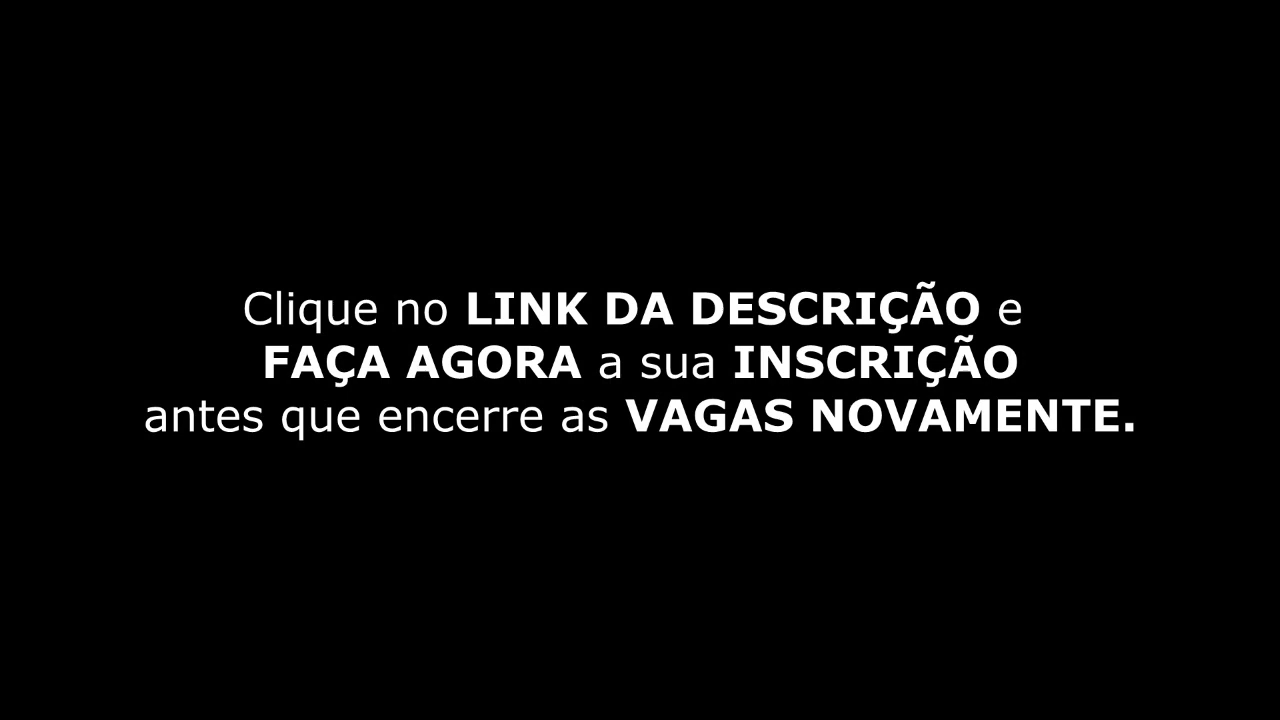 Clique no LINK DA DESCRIÇÃO e
FAÇA AGORA a sua INSCRIÇÃO
antes que encerre as VAGAS NOVAMENTE.